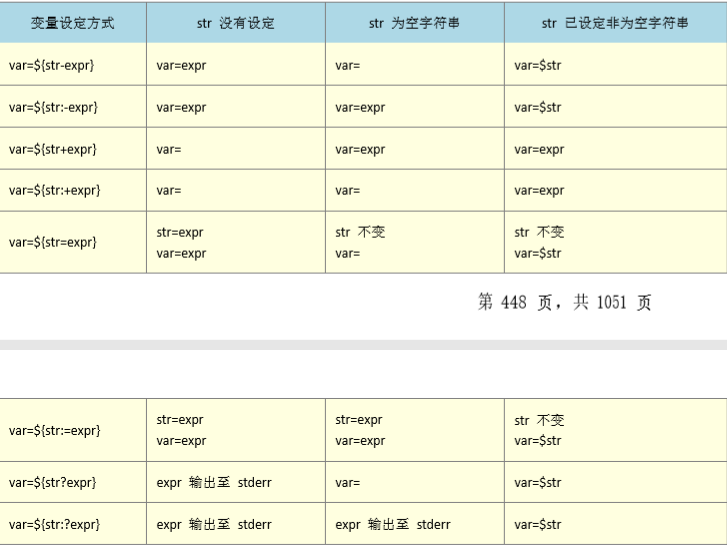 变量设定方式 str 没有设定 str 为空字符串 str 已设定非为空字符串
var=${str-expr} var=expr var= var=$str
var=${str:-expr} var=expr var=expr var=$str
var=${str+expr} var= var=expr var=expr
var=${str:+expr} var= var= var=expr
var=${str=expr}
str=expr
var=expr
str 不变
var=
str 不变
var=$str
第 448 页，共 1051 页
var=${str:=expr}
str=expr
var=expr
str=expr
var=expr
str 不变
var=$str
var=${str?expr} expr 输出至 stderr var= var=$str
var=${str:?expr} expr 输出至 stderr expr 输出至 stderr var=$str